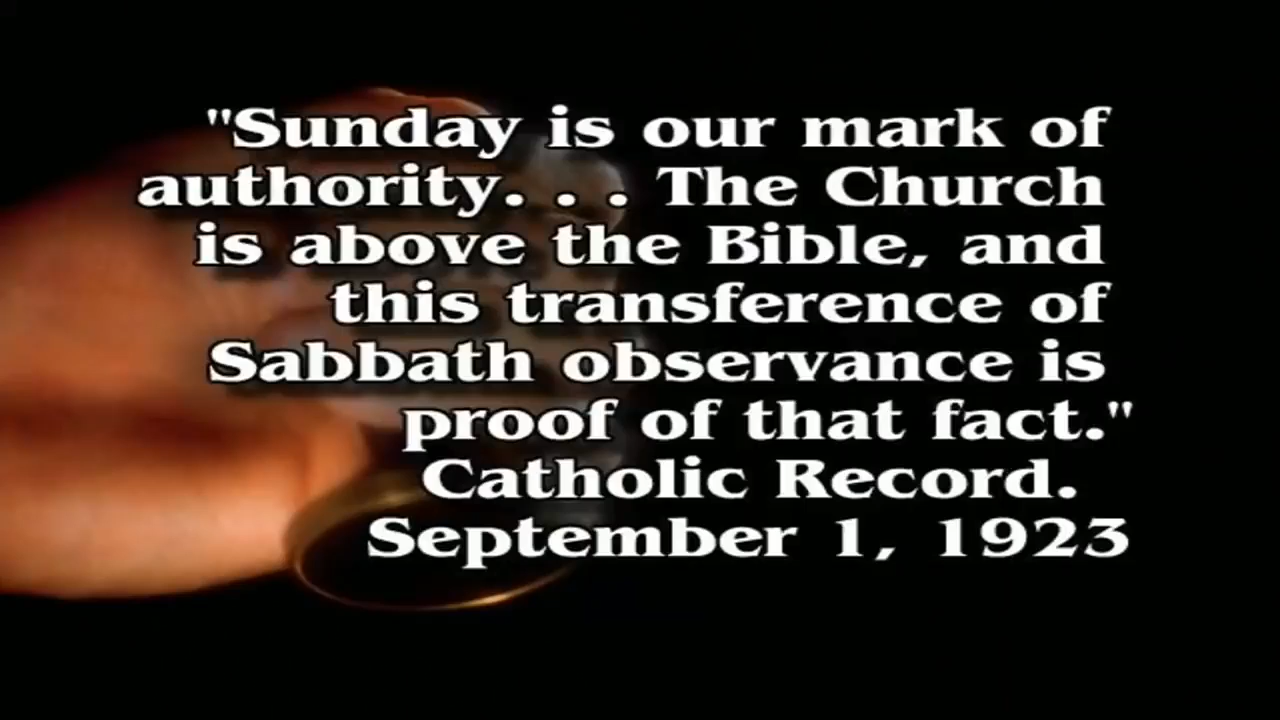 "Sunday is our mark of
authority. . . The Church
is above the Bible, and
this transference of
Sabbath observance is
proof of that fact."
Catholic Record.
September 1, 1923